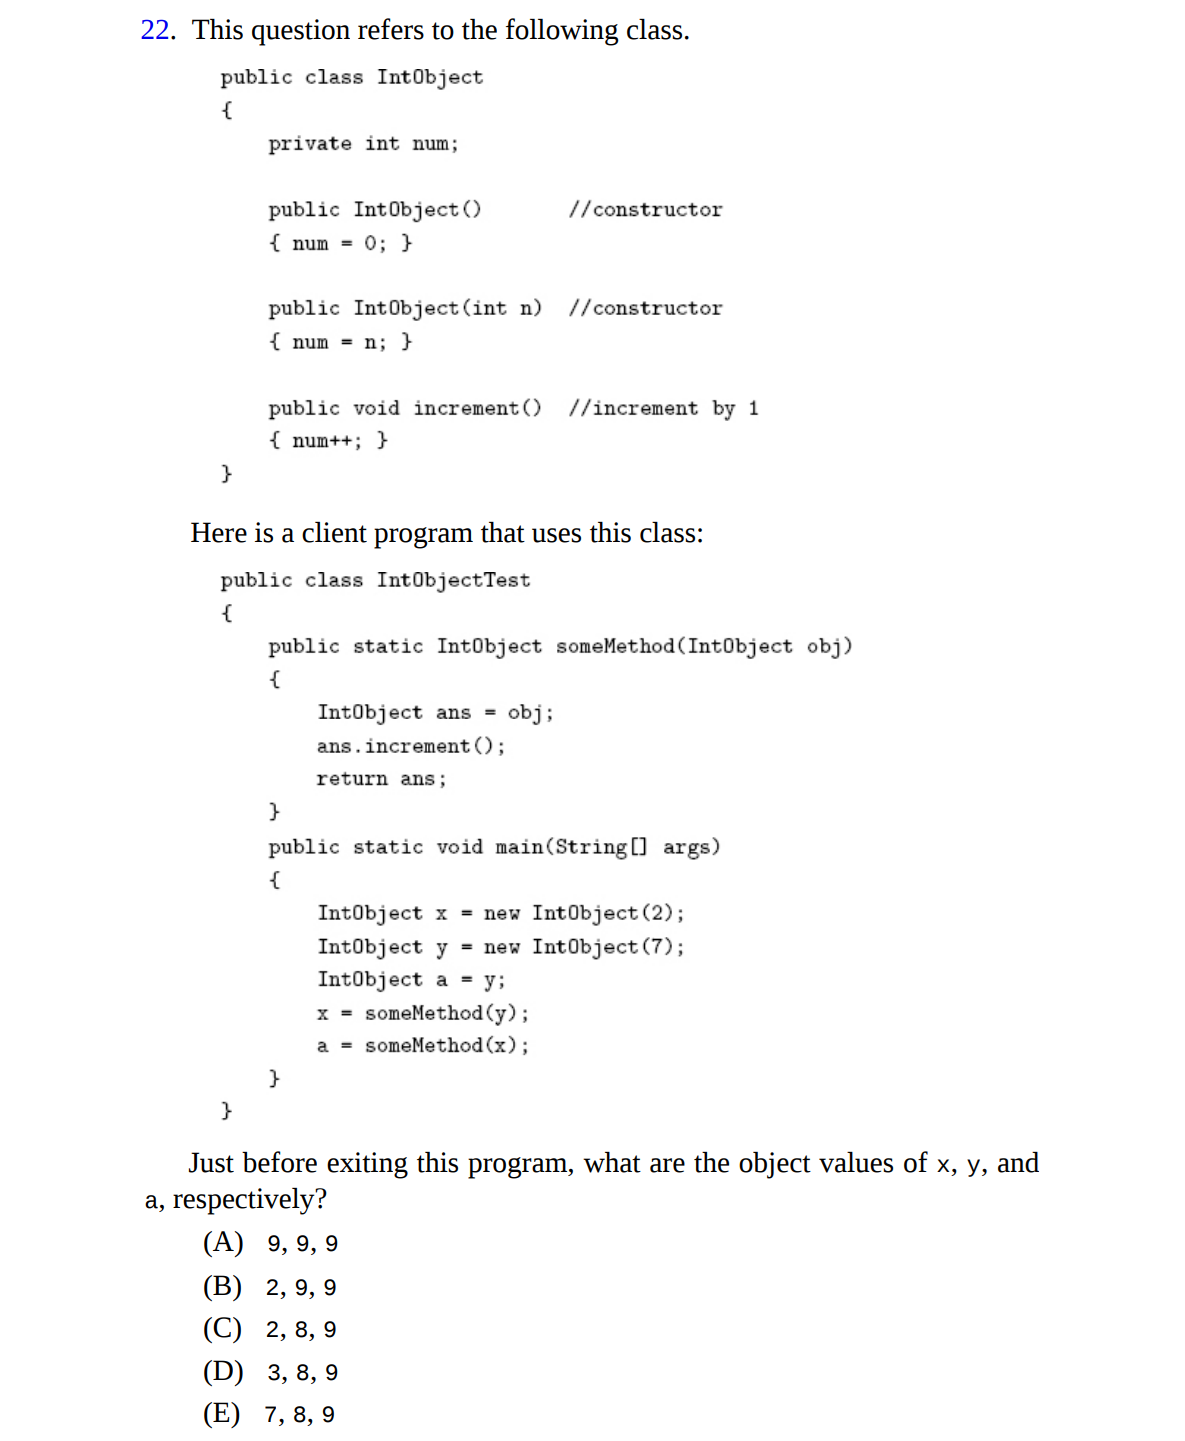 22. This question refers to the following class.
public class IntObject
{
private int num;
public IntObject() //constructor
{ num = 0; }
public IntObject(int n) //constructor
{ num = n; }
public void increment() //increment by 1
{ num++; }
}
Here is a client program that uses this class:
public class IntObjectTest
{
public static IntObject someMethod(IntObject obj)
{
IntObject ans = obj;
ans.increment();
return ans;
}
public static void main(String[] args)
{
IntObject x = new IntObject(2);
IntObject y = new IntObject(7);
IntObject a = y;
x = someMethod(y);
a = someMethod(x);
}
}
Just before exiting this program, what are the object values of x, y, and
a, respectively?
(A) 9, 9, 9
(B) 2, 9, 9
(C) 2, 8, 9
(D) 3, 8, 9
(E) 7, 8, 9